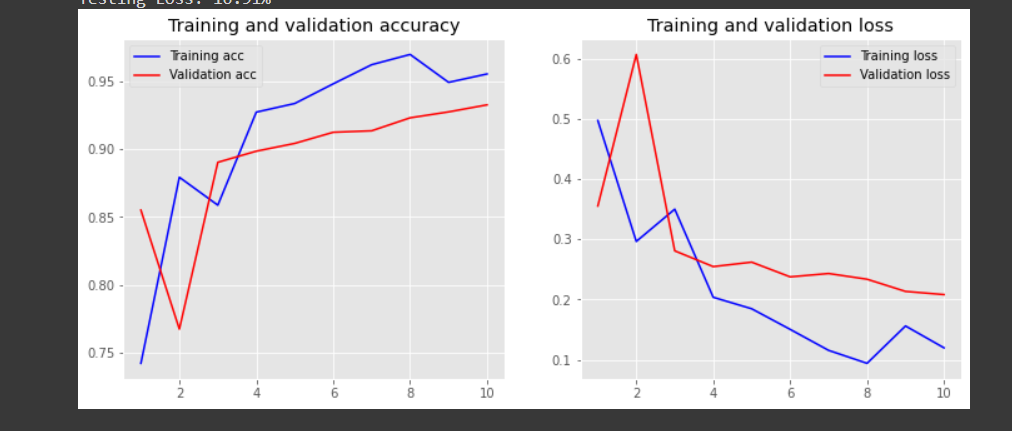 Testing Loss: 16.91%
Training and validation accuracy
Training acc
Validation acc
0.95
0.90
0.85
0.80
0.75
2 4 6 8 10
Training and validation loss
Training loss
Validation loss
0.6
0.5
0.4
0.3
0.2
0.1
2 4 6 8 10